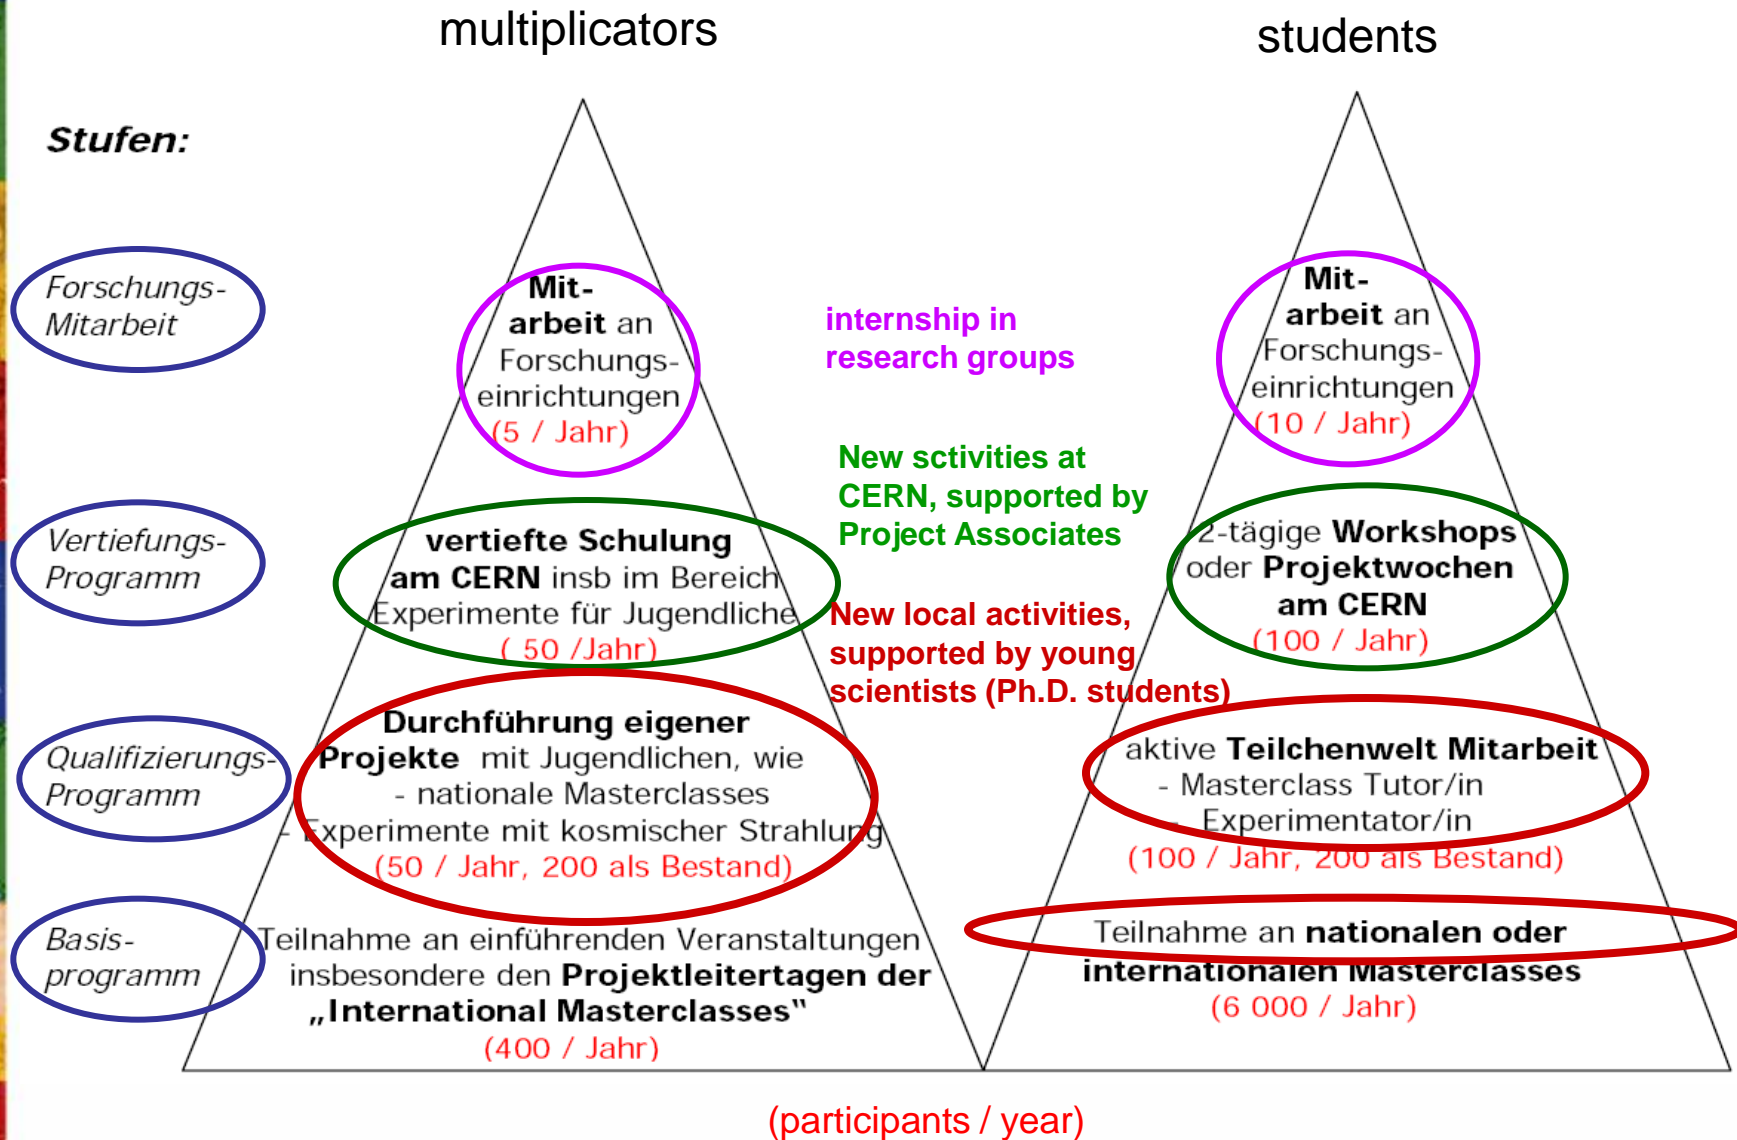 multiplicators
students
Stufen:
Forschungs-
Mitarbeit
Mit-
arbeit an
Forschungs-
einrichtungen
(5 / Jahr)
internship in
research groups
Mit-
arbeit an
Forschungs-
einrichtungen
(10 / Jahr)
Vertiefungs-
Programm
vertiefte Schulung
am CERN insb im Bereich
Experimente für Jugendliche
( 50 /Jahr)
New sctivities at
CERN, supported by
Project Associates
2-tägige Workshops
oder Projektwochen
am CERN
(100 / Jahr)
New local activities,
supported by young
scientists (Ph.D. students)
Qualifizierungs-
Programm
Durchführung eigener
Projekte mit Jugendlichen, wie
- nationale Masterclasses
- Experimente mit kosmischer Strahlung
(50 / Jahr, 200 als Bestand)
aktive Teilchenwelt Mitarbeit
- Masterclass Tutor/in
- Experimentator/in
(100 / Jahr, 200 als Bestand)
Basis-
programm
Teilnahme an einführenden Veranstaltungen
insbesondere den Projektleitertagen der
„International Masterclasses"
(400 / Jahr)
Teilnahme an nationalen oder
internationalen Masterclasses
(6 000 / Jahr)
(participants / year)